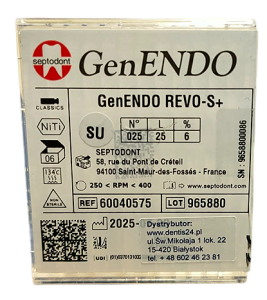 septodont
GenENDO
CLASSICS
GenENDO REVO-S+
NiTi
SU
N° L %
025 25 6
06
SEPTODONT
58, rue du Pont de Créteil
94100 Saint-Maur-des-Fossés - France
134°C
250 < RPM < 400
www.septodont.com
SN: 9658800086
NON STERILE
REF 60040575
LOT 965880
2025-
UDI
Dystrybutor:
www.dentis24.pl
ul.Św.Mikołaja 1 lok. 22
15-420 Białystok
tel. + 48 602 46 23 81